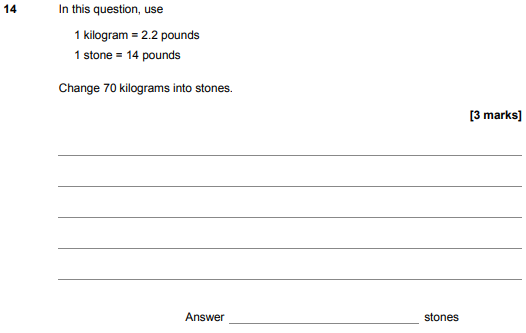 14 In this question, use
1 kilogram = 2.2 pounds
1 stone = 14 pounds
Change 70 kilograms into stones.
[3 marks]
Answer stones